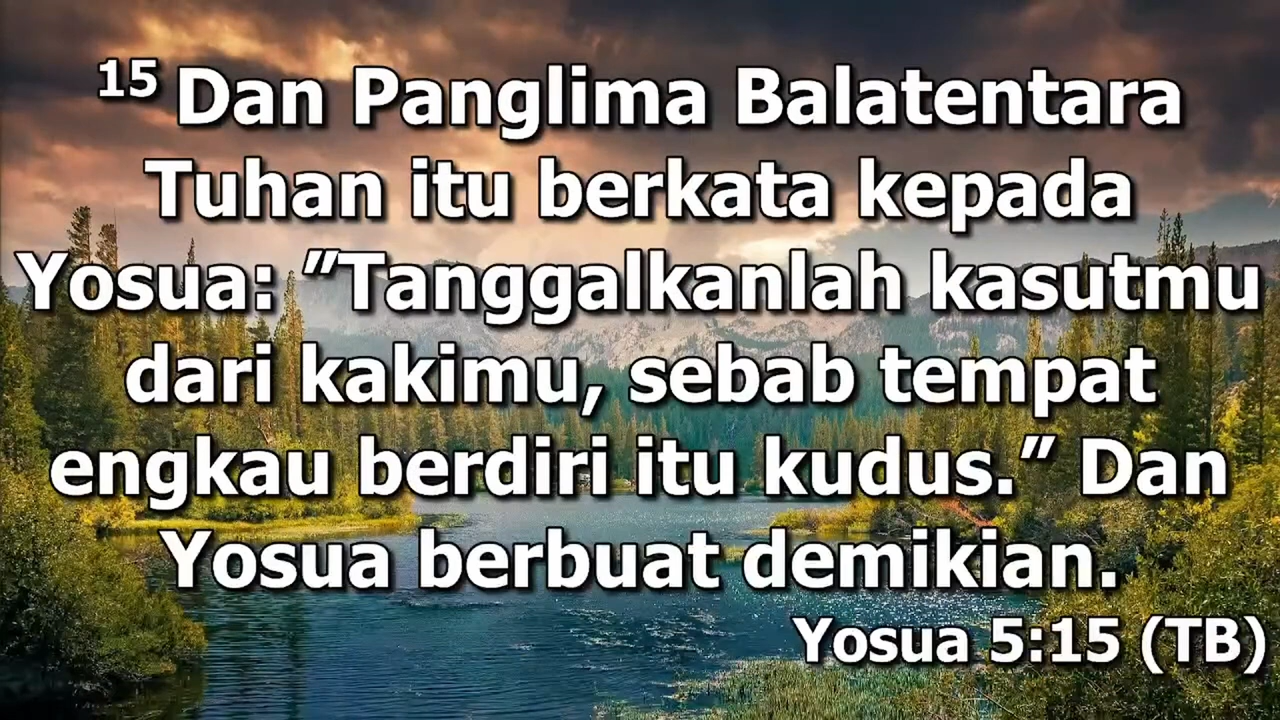 15 Dan Panglima Balatentara
Tuhan itu berkata kepada
Yosua: ”Tanggalkanlah kasutmu
dari kakimu, sebab tempat
engkau berdiri itu kudus.” Dan
Yosua berbuat demikian.
Yosua 5:15 (TB)